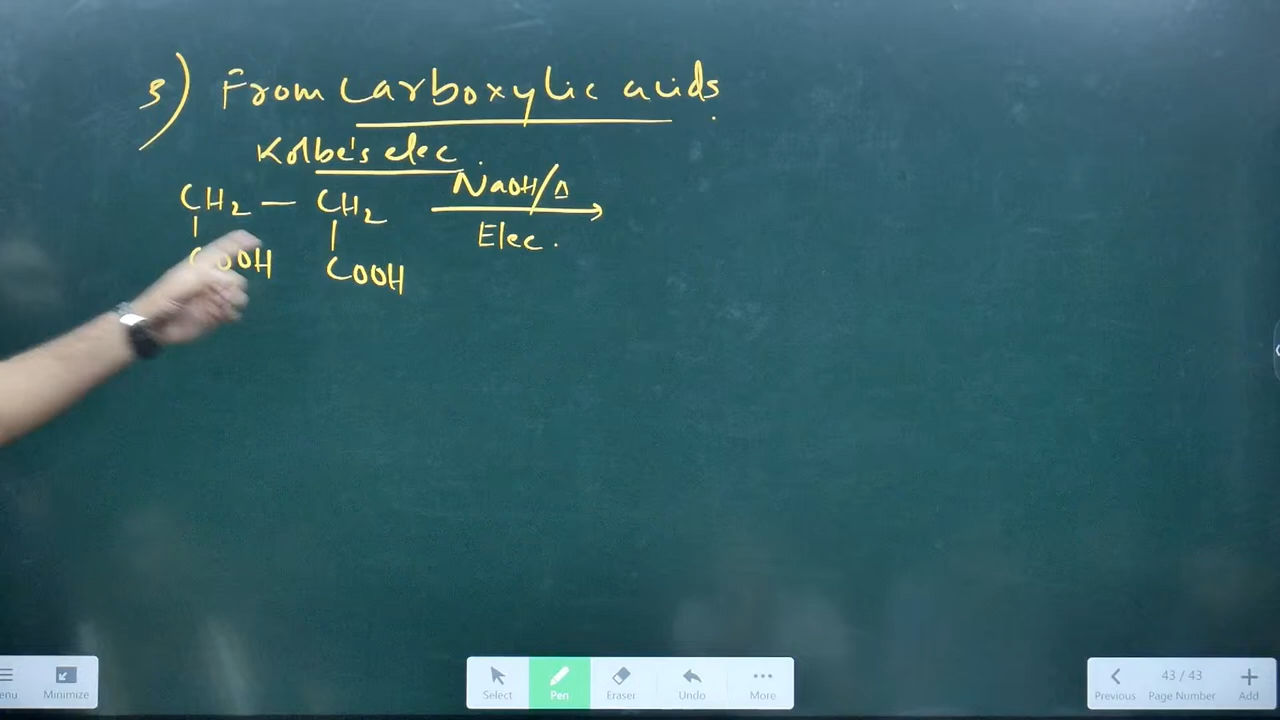 3) From Carboxylic acids.
Kolbe's elec.
CH2 — CH2 NaOH/Δ
Elec.
COOH COOH
enu Minimize Select Pen Eraser Undo More Previous 43 / 43 Page Number Add